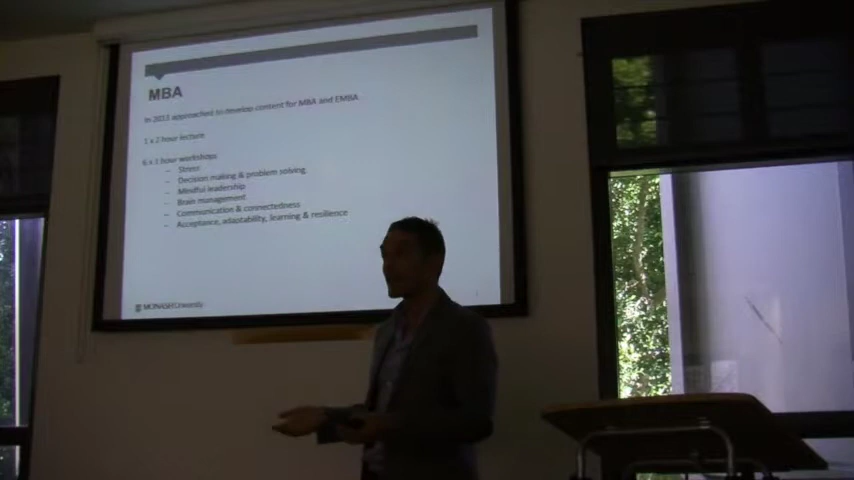 MBA
In 2013 approached to develop content for MBA and EMBA
1 x 2 hour lecture
6 x 1 hour workshops
– Stress
– Decision making & problem solving
– Mindful leadership
– Brain management
– Communication & connectedness
– Acceptance, adaptability, learning & resilience
MONASH University